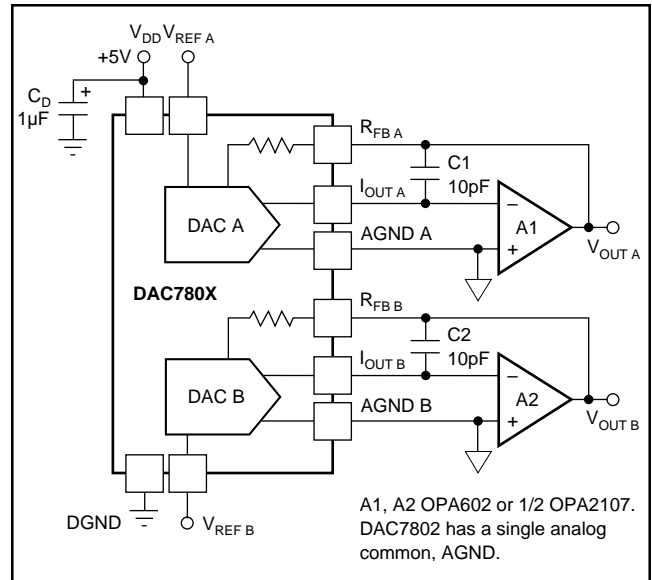 V_DD V_REF A
+5V
C_D +
1µF
R_FB A
C1
10pF
I_OUT A
DAC A
AGND A
–
+
A1
V_OUT A
DAC780X
R_FB B
C2
10pF
I_OUT B
DAC B
AGND B
–
+
A2
V_OUT B
DGND
V_REF B
A1, A2 OPA602 or 1/2 OPA2107.
DAC7802 has a single analog
common, AGND.